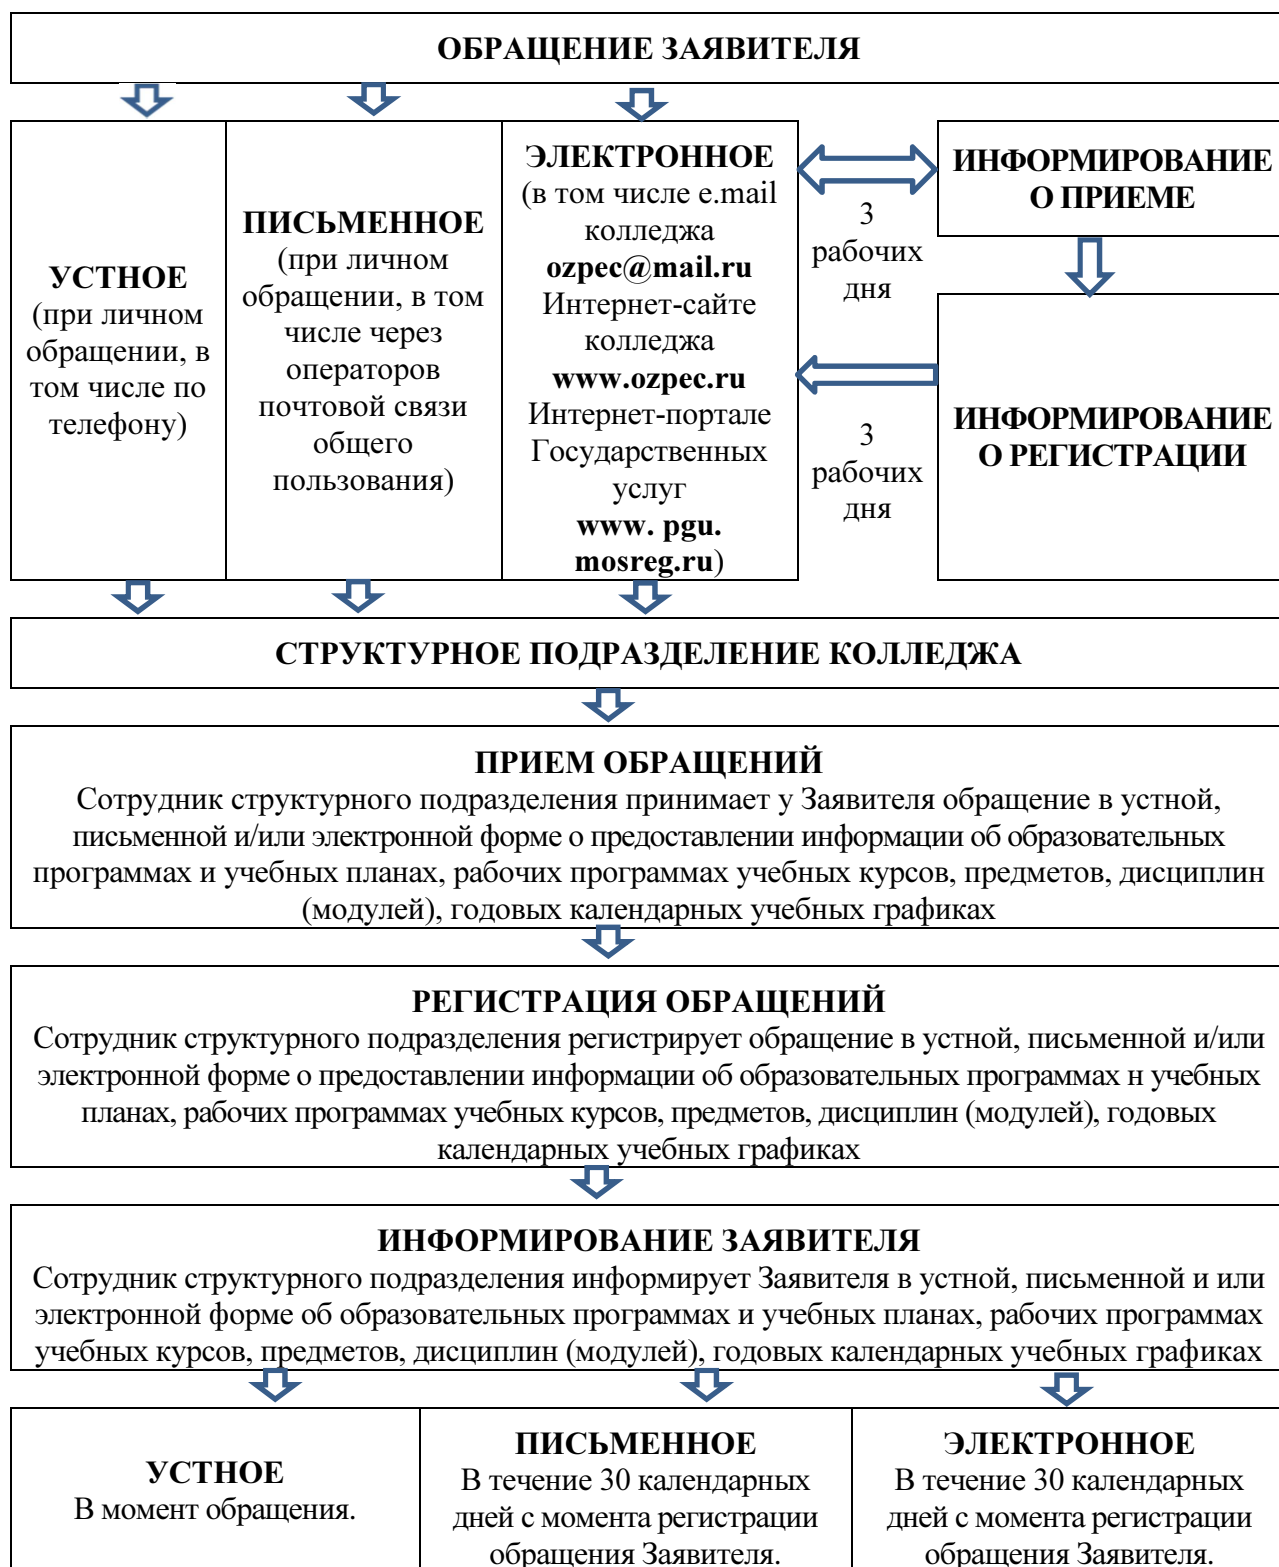 ОБРАЩЕНИЕ ЗАЯВИТЕЛЯ
УСТНОЕ
(при личном
обращении, в
том числе по
телефону)
ПИСЬМЕННОЕ
(при личном
обращении, в том
числе через
операторов
почтовой связи
общего
пользования)
ЭЛЕКТРОННОЕ
(в том числе e.mail
колледжа
ozpec@mail.ru
Интернет-сайте
колледжа
www.ozpec.ru
Интернет-портале
Государственных
услуг
www. pgu.
mosreg.ru)
3
рабочих
дня
3
рабочих
дня
ИНФОРМИРОВАНИЕ
О ПРИЕМЕ
ИНФОРМИРОВАНИЕ
О РЕГИСТРАЦИИ
СТРУКТУРНОЕ ПОДРАЗДЕЛЕНИЕ КОЛЛЕДЖА
ПРИЕМ ОБРАЩЕНИЙ
Сотрудник структурного подразделения принимает у Заявителя обращение в устной,
письменной и/или электронной форме о предоставлении информации об образовательных
программах и учебных планах, рабочих программах учебных курсов, предметов, дисциплин
(модулей), годовых календарных учебных графиках
РЕГИСТРАЦИЯ ОБРАЩЕНИЙ
Сотрудник структурного подразделения регистрирует обращение в устной, письменной и/или
электронной форме о предоставлении информации об образовательных программах н учебных
планах, рабочих программах учебных курсов, предметов, дисциплин (модулей), годовых
календарных учебных графиках
ИНФОРМИРОВАНИЕ ЗАЯВИТЕЛЯ
Сотрудник структурного подразделения информирует Заявителя в устной, письменной и или
электронной форме об образовательных программах и учебных планах, рабочих программах
учебных курсов, предметов, дисциплин (модулей), годовых календарных учебных графиках
УСТНОЕ
В момент обращения.
ПИСЬМЕННОЕ
В течение 30 календарных
дней с момента регистрации
обращения Заявителя.
ЭЛЕКТРОННОЕ
В течение 30 календарных
дней с момента регистрации
обращения Заявителя.